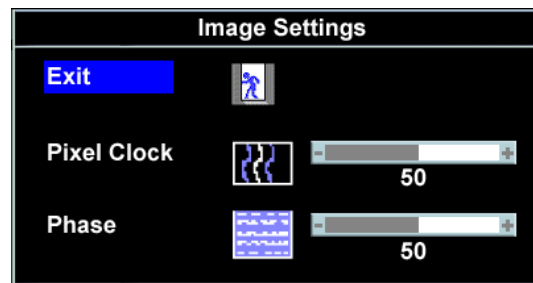 Image Settings
Exit
Pixel Clock
- +
50
Phase
- +
50